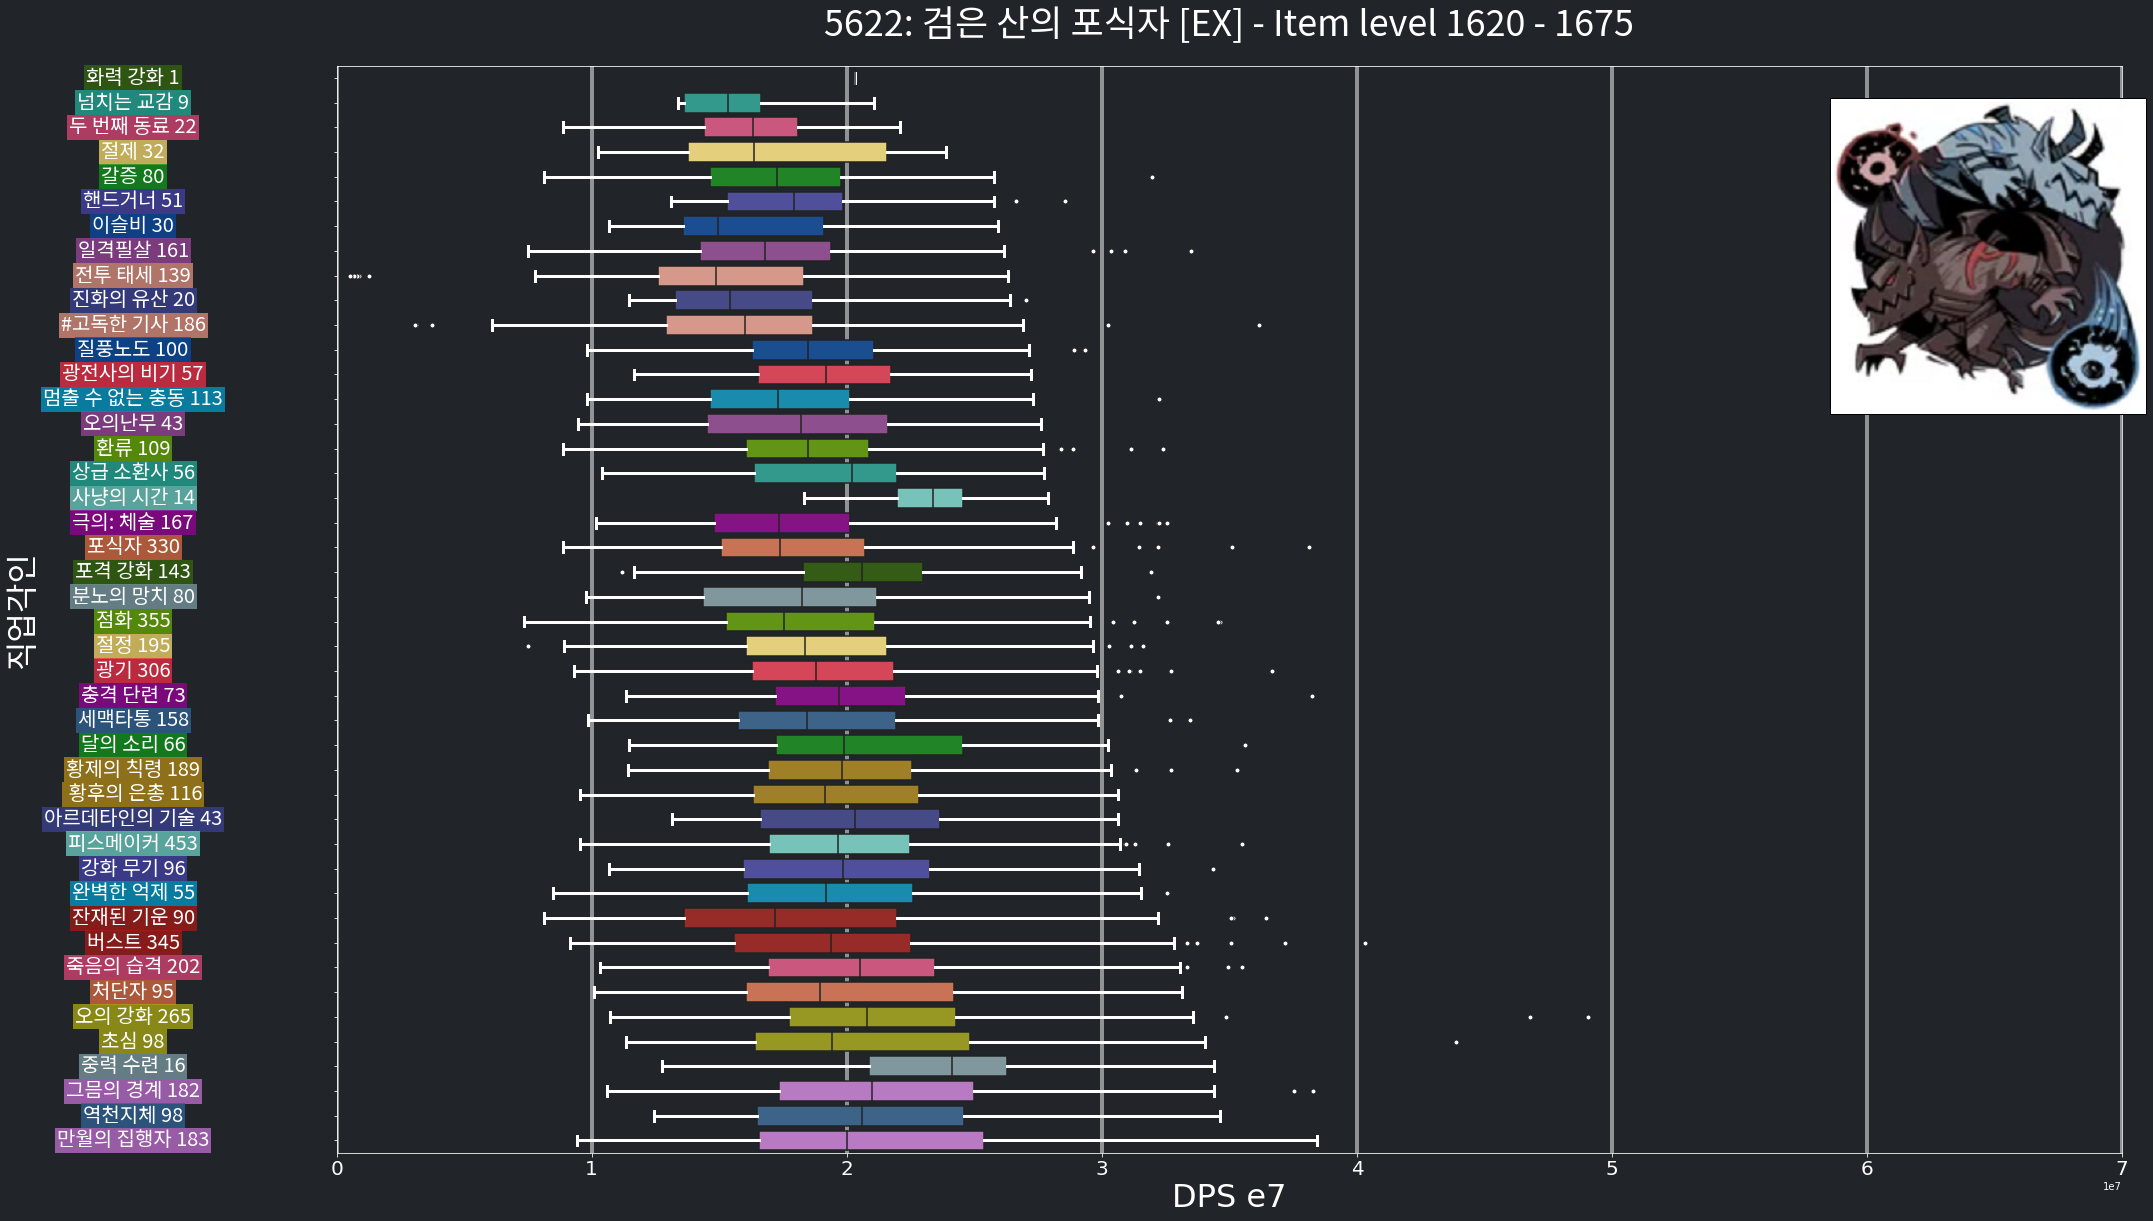 5622: 검은 산의 포식자 [EX] - Item level 1620 - 1675
화력 강화 1
넘치는 교감 9
두 번째 동료 22
절제 32
갈증 80
핸드거너 51
이슬비 30
일격필살 161
전투 태세 139
진화의 유산 20
#고독한 기사 186
질풍노도 100
광전사의 비기 57
멈출 수 없는 충동 113
오의난무 43
환류 109
상급 소환사 56
사냥의 시간 14
극의: 체술 167
포식자 330
포격 강화 143
분노의 망치 80
점화 355
절정 195
광기 306
충격 단련 73
세맥타통 158
달의 소리 66
황제의 칙령 189
황후의 은총 116
아르데타인의 기술 43
피스메이커 453
강화 무기 96
완벽한 억제 55
잔재된 기운 90
버스트 345
죽음의 습격 202
처단자 95
오의 강화 265
초심 98
중력 수련 16
그믐의 경계 182
역천지체 98
만월의 집행자 183
직업각인
0 1 2 3 4 5 6 7
DPS e7
1e7